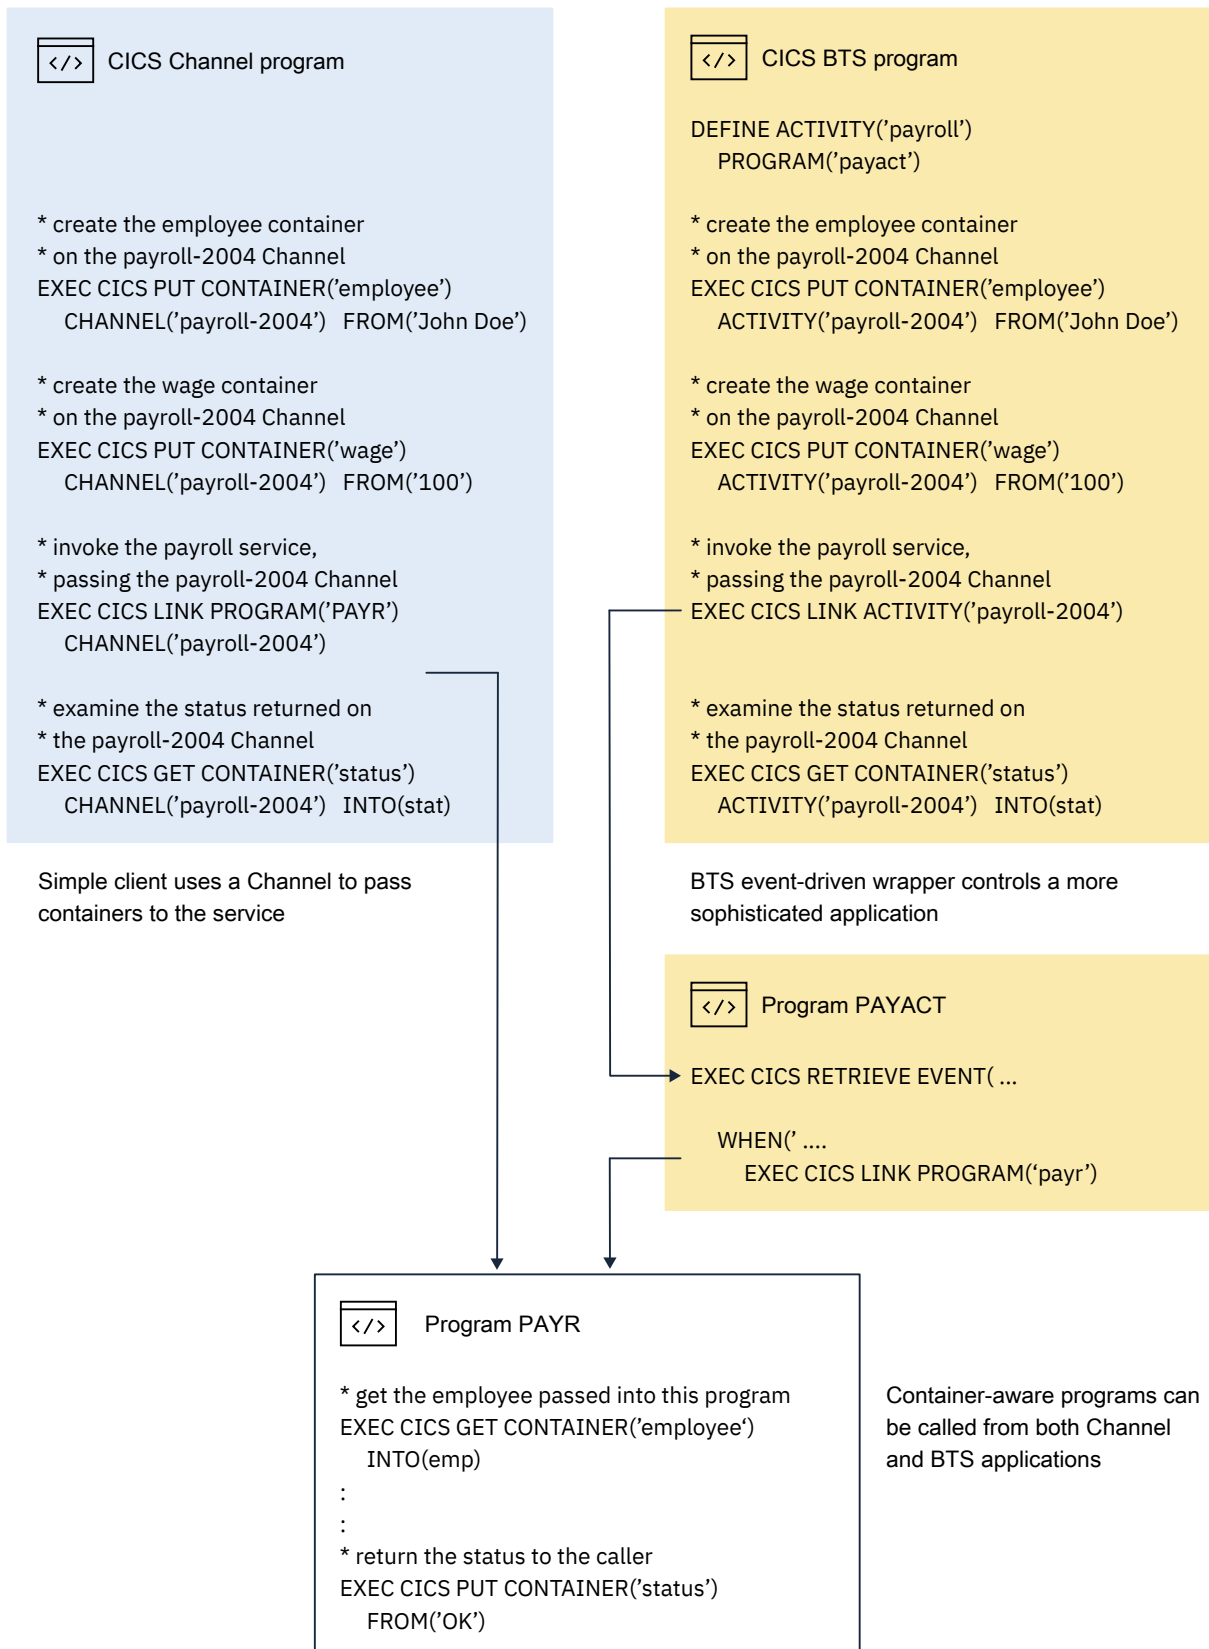 </> CICS Channel program
* create the employee container
* on the payroll-2004 Channel
EXEC CICS PUT CONTAINER(’employee’)
CHANNEL(’payroll-2004’) FROM(’John Doe’)
* create the wage container
* on the payroll-2004 Channel
EXEC CICS PUT CONTAINER(’wage’)
CHANNEL(’payroll-2004’) FROM(’100’)
* invoke the payroll service,
* passing the payroll-2004 Channel
EXEC CICS LINK PROGRAM(’PAYR’)
CHANNEL(’payroll-2004’)
* examine the status returned on
* the payroll-2004 Channel
EXEC CICS GET CONTAINER(’status’)
CHANNEL(’payroll-2004’) INTO(stat)
Simple client uses a Channel to pass
containers to the service
</> CICS BTS program
DEFINE ACTIVITY(’payroll’)
PROGRAM(’payact’)
* create the employee container
* on the payroll-2004 Channel
EXEC CICS PUT CONTAINER(’employee’)
ACTIVITY(’payroll-2004’) FROM(’John Doe’)
* create the wage container
* on the payroll-2004 Channel
EXEC CICS PUT CONTAINER(’wage’)
ACTIVITY(’payroll-2004’) FROM(’100’)
* invoke the payroll service,
* passing the payroll-2004 Channel
EXEC CICS LINK ACTIVITY(’payroll-2004’)
* examine the status returned on
* the payroll-2004 Channel
EXEC CICS GET CONTAINER(’status’)
ACTIVITY(’payroll-2004’) INTO(stat)
BTS event-driven wrapper controls a more
sophisticated application
</> Program PAYACT
EXEC CICS RETRIEVE EVENT( ...
WHEN(’ ....
EXEC CICS LINK PROGRAM(‘payr’)
</> Program PAYR
* get the employee passed into this program
EXEC CICS GET CONTAINER(’employee‘)
INTO(emp)
:
:
* return the status to the caller
EXEC CICS PUT CONTAINER(’status’)
FROM(’OK’)
Container-aware programs can
be called from both Channel
and BTS applications